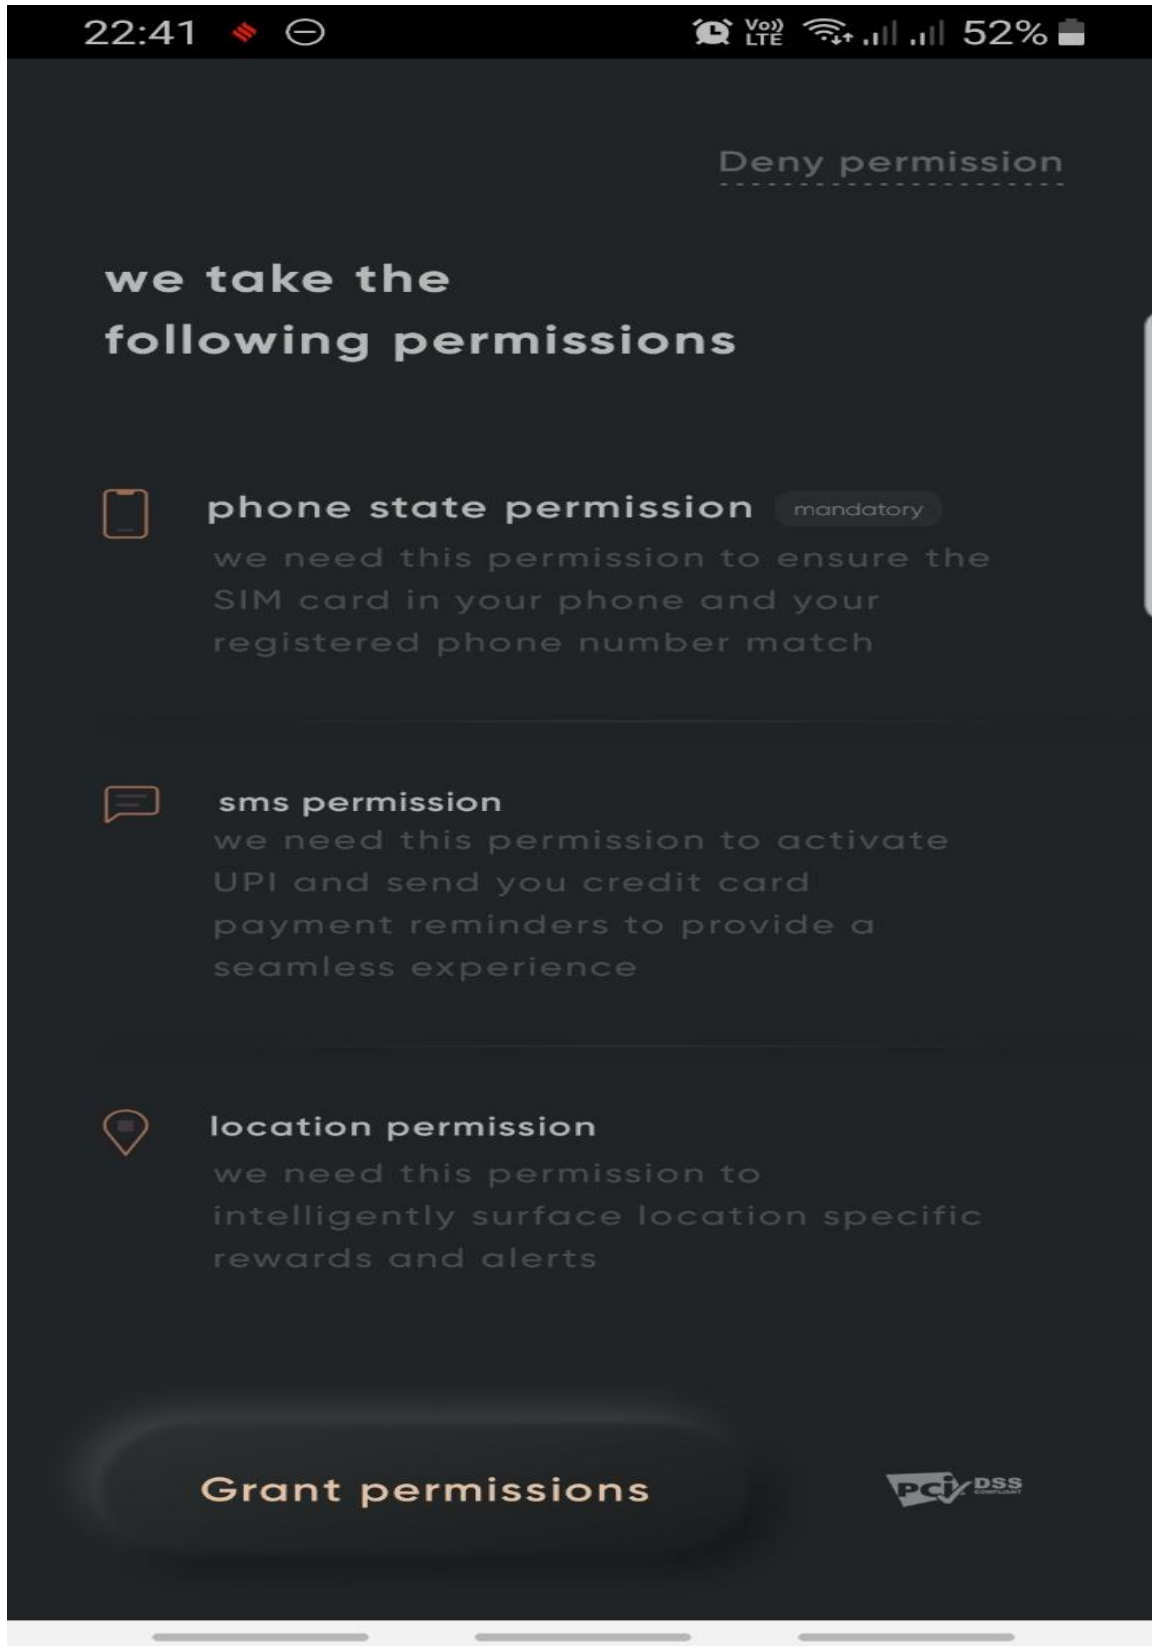 22:41 Vo)) LTE 52%
Deny permission
we take the
following permissions
phone state permission mandatory
we need this permission to ensure the
SIM card in your phone and your
registered phone number match
sms permission
we need this permission to activate
UPI and send you credit card
payment reminders to provide a
seamless experience
location permission
we need this permission to
intelligently surface location specific
rewards and alerts
Grant permissions
PCI DSS
COMPLIANT